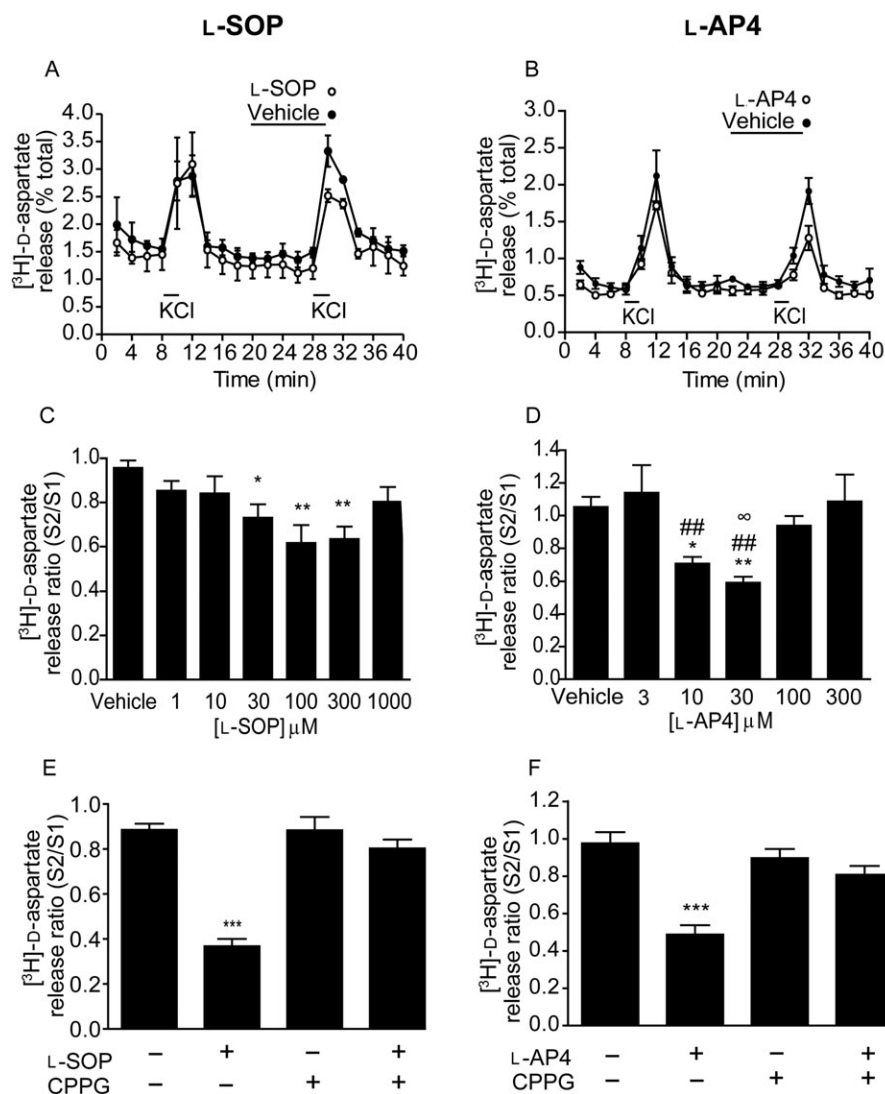 L-SOP
L-AP4
A
L-SOP
Vehicle
4.0
3.5
3.0
2.5
2.0
1.5
1.0
0.5
0.0
[³H]-D-aspartate
release (% total)
KCl
KCl
0 4 8 12 16 20 24 28 32 36 40
Time (min)
B
L-AP4
Vehicle
3.0
2.5
2.0
1.5
1.0
0.5
0.0
[³H]-D-aspartate
release (% total)
KCl
KCl
0 4 8 12 16 20 24 28 32 36 40
Time (min)
C
1.0
0.8
0.6
0.4
0.2
0.0
[³H]-D-aspartate
release ratio (S2/S1)
* ** **
Vehicle 1 10 30 100 300 1000
[L-SOP] µM
D
1.4
1.2
1.0
0.8
0.6
0.4
0.2
0.0
[³H]-D-aspartate
release ratio (S2/S1)
∞
## ##
* **
Vehicle 3 10 30 100 300
[L-AP4] µM
E
1.0
0.8
0.6
0.4
0.2
0.0
[³H]-D-aspartate
release ratio (S2/S1)
***
L-SOP − + − +
CPPG − − + +
F
1.2
1.0
0.8
0.6
0.4
0.2
0.0
[³H]-D-aspartate
release ratio (S2/S1)
***
L-AP4 − + − +
CPPG − − + +